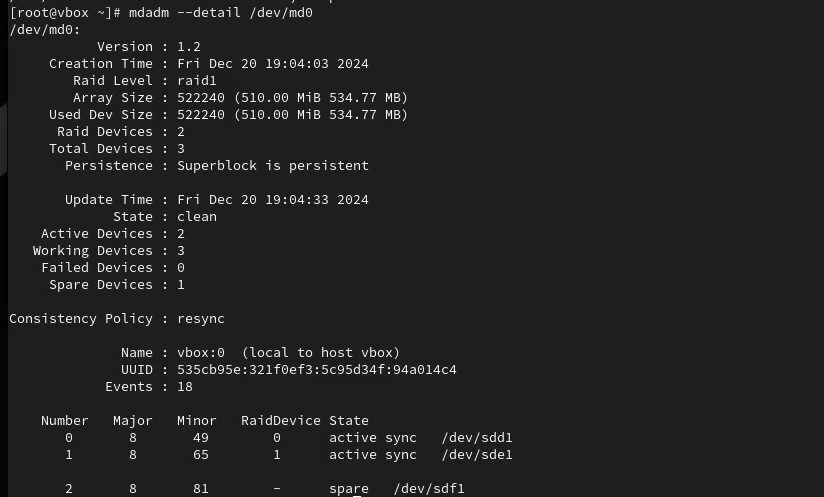 [root@vbox ~]# mdadm --detail /dev/md0
/dev/md0:
Version : 1.2
Creation Time : Fri Dec 20 19:04:03 2024
Raid Level : raid1
Array Size : 522240 (510.00 MiB 534.77 MB)
Used Dev Size : 522240 (510.00 MiB 534.77 MB)
Raid Devices : 2
Total Devices : 3
Persistence : Superblock is persistent
Update Time : Fri Dec 20 19:04:33 2024
State : clean
Active Devices : 2
Working Devices : 3
Failed Devices : 0
Spare Devices : 1
Consistency Policy : resync
Name : vbox:0  (local to host vbox)
UUID : 535cb95e:321f0ef3:5c95d34f:94a014c4
Events : 18
Number   Major   Minor   RaidDevice State
0       8       49        0      active sync   /dev/sdd1
1       8       65        1      active sync   /dev/sde1
2       8       81        -      spare   /dev/sdf1